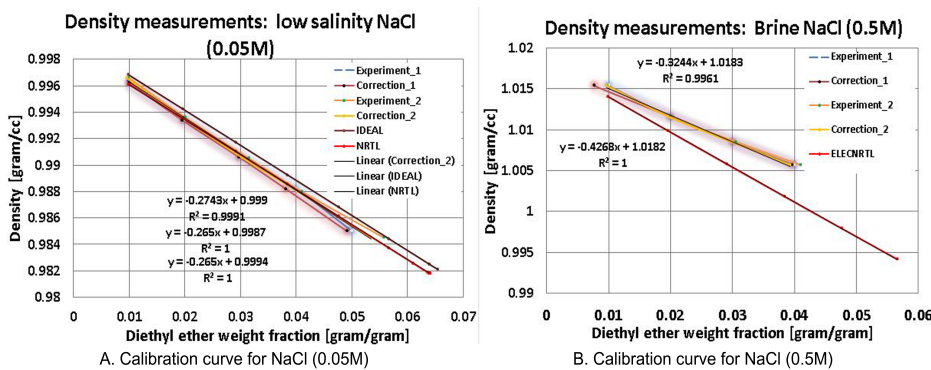 Density measurements: low salinity NaCl
(0.05M)
0.998
0.996
0.994
0.992
0.99
0.988
0.986
0.984
0.982
0.98
Density [gram/cc]
Experiment_1
Correction_1
Experiment_2
Correction_2
IDEAL
NRTL
Linear (Correction_2)
Linear (IDEAL)
Linear (NRTL)
y = -0.2743x + 0.999
R² = 0.9991
y = -0.265x + 0.9987
R² = 1
y = -0.265x + 0.9994
R² = 1
0 0.01 0.02 0.03 0.04 0.05 0.06 0.07
Diethyl ether weight fraction [gram/gram]
A. Calibration curve for NaCl (0.05M)
Density measurements: Brine NaCl (0.5M)
1.02
1.015
1.01
1.005
1
0.995
0.99
Density [gram/cc]
y = -0.3244x + 1.0183
R² = 0.9961
y = -0.4268x + 1.0182
R² = 1
Experiment_1
Correction_1
Experiment_2
Correction_2
ELECNRTL
0 0.01 0.02 0.03 0.04 0.05 0.06
Diethyl ether weight fraction [gram/gram]
B. Calibration curve for NaCl (0.5M)